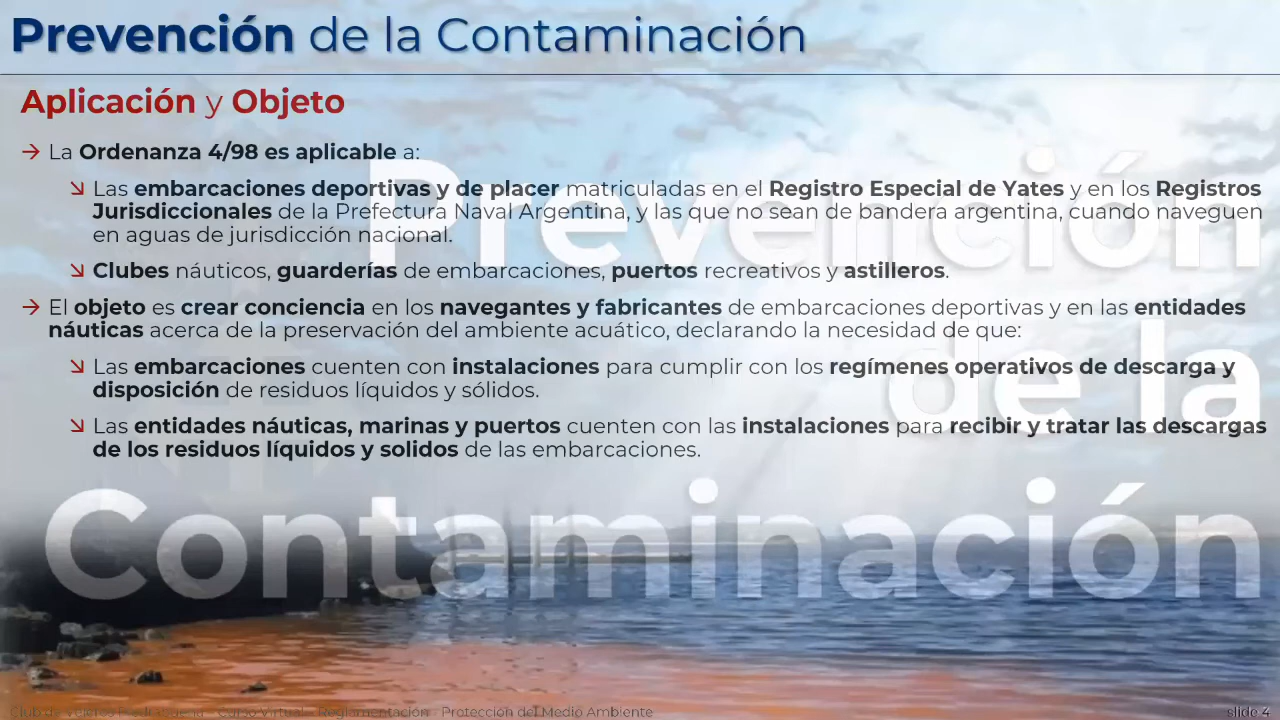 Prevención de la Contaminación
Aplicación y Objeto
→ La Ordenanza 4/98 es aplicable a:
↘ Las embarcaciones deportivas y de placer matriculadas en el Registro Especial de Yates y en los Registros
Jurisdiccionales de la Prefectura Naval Argentina, y las que no sean de bandera argentina, cuando naveguen
en aguas de jurisdicción nacional.
↘ Clubes náuticos, guarderías de embarcaciones, puertos recreativos y astilleros.
→ El objeto es crear conciencia en los navegantes y fabricantes de embarcaciones deportivas y en las entidades
náuticas acerca de la preservación del ambiente acuático, declarando la necesidad de que:
↘ Las embarcaciones cuenten con instalaciones para cumplir con los regímenes operativos de descarga y
disposición de residuos líquidos y sólidos.
↘ Las entidades náuticas, marinas y puertos cuenten con las instalaciones para recibir y tratar las descargas
de los residuos líquidos y solidos de las embarcaciones.
Prevención
de la
Contaminación
Club de Veleros - Curso Virtual - Reglamentación - Protección del Medio Ambiente
slide 4